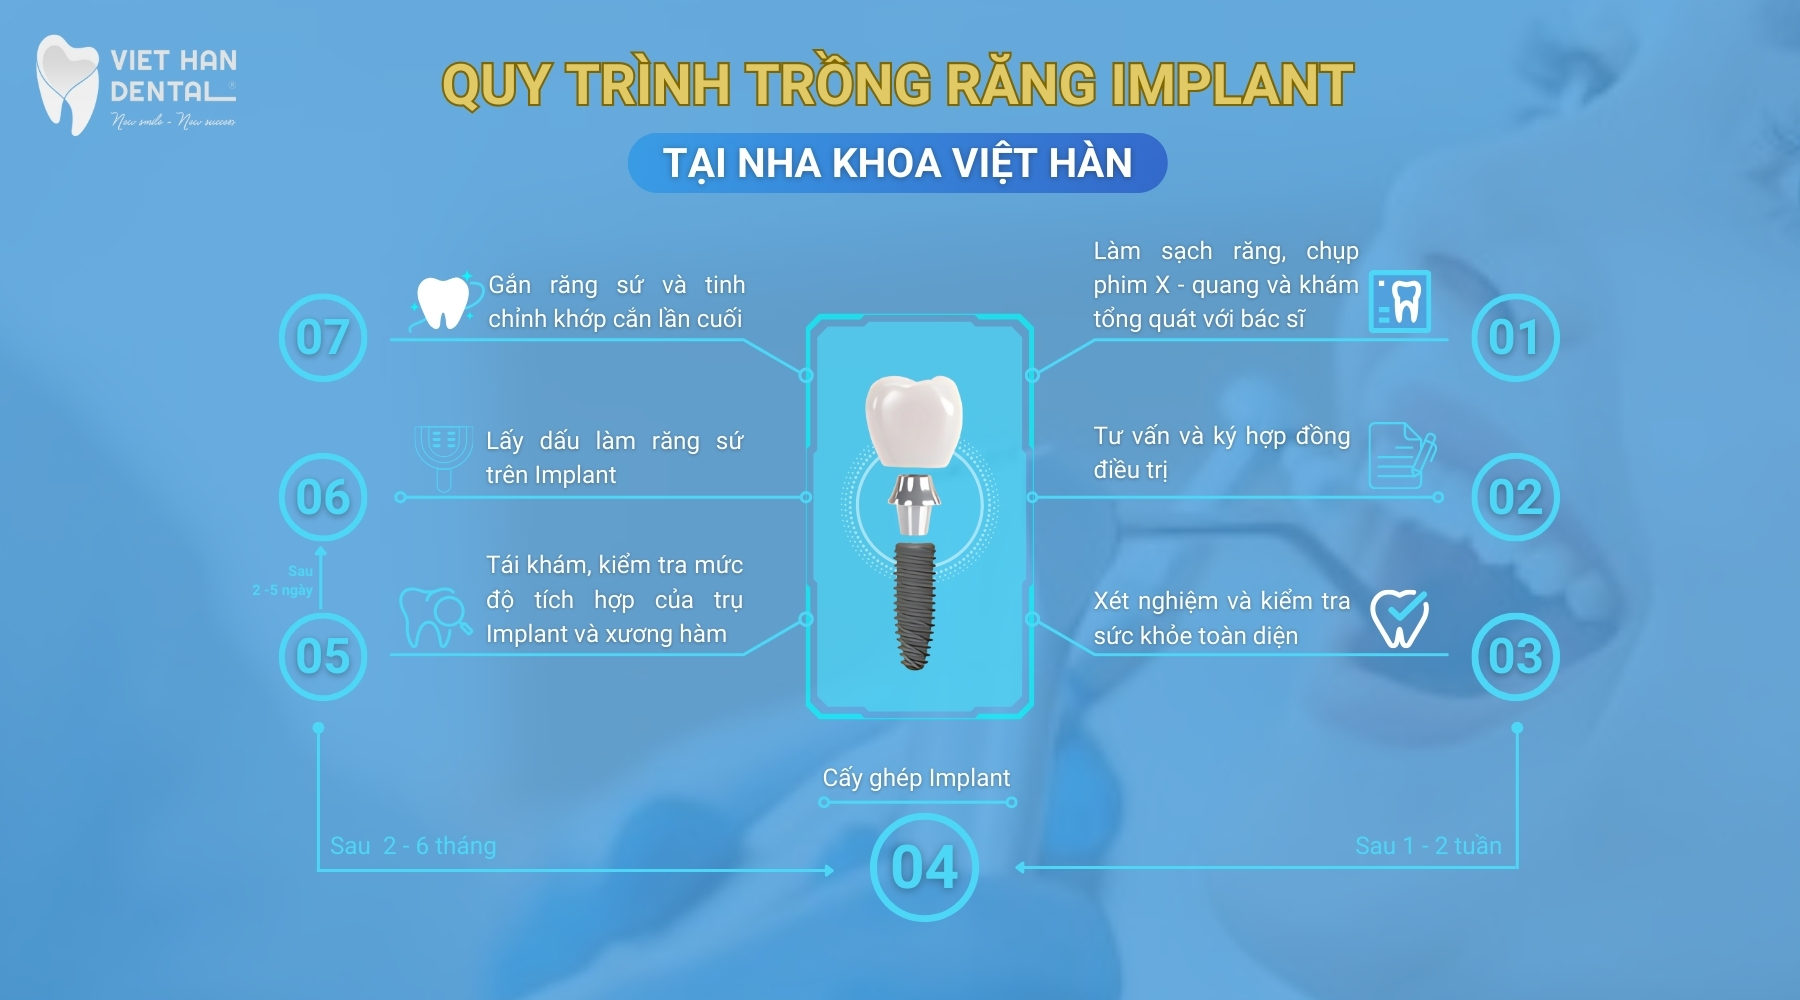 VIET HAN
DENTAL
New smile - New success
QUY TRÌNH TRỒNG RĂNG IMPLANT
TẠI NHA KHOA VIỆT HÀN
Làm sạch răng, chụp
phim X - quang và khám
tổng quát với bác sĩ
01
Tư vấn và ký hợp đồng
điều trị
02
Xét nghiệm và kiểm tra
sức khỏe toàn diện
03
Sau 1 - 2 tuần
Cấy ghép Implant
04
Sau 2 - 6 tháng
Tái khám, kiểm tra mức
độ tích hợp của trụ
Implant và xương hàm
05
Sau
2 -5 ngày
Lấy dấu làm răng sứ
trên Implant
06
Gắn răng sứ và tinh
chỉnh khớp cắn lần cuối
07